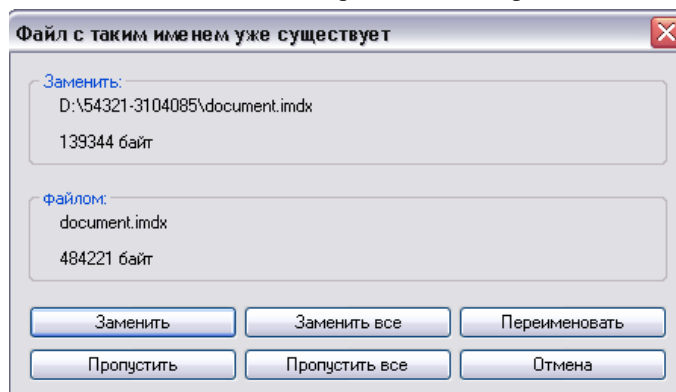 Файл с таким именем уже существует
Заменить:
D:\54321-3104085\document.imdx
139344 байт
Файлом:
document.imdx
484221 байт
Заменить Заменить все Переименовать
Пропустить Пропустить все Отмена